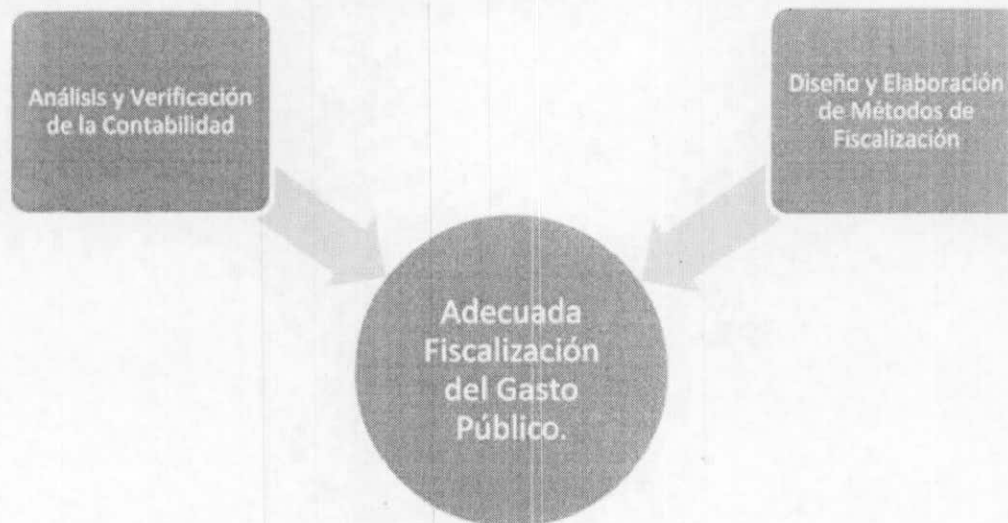 Análisis y Verificación
de la Contabilidad
Diseño y Elaboración
de Métodos de
Fiscalización
Adecuada
Fiscalización
del Gasto
Público.